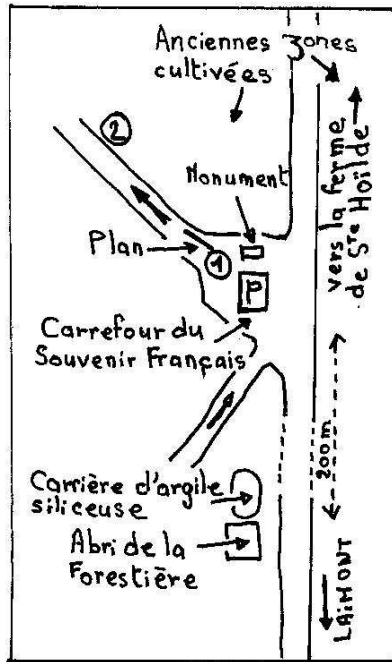 Anciennes zones
cultivées
②
Monument
Plan
①
P
vers la ferme
de Ste Hoïlde
Carrefour du
Souvenir Français
200m
Carrière d'argile
siliceuse
Abri de la
Forestière
LAIMONT